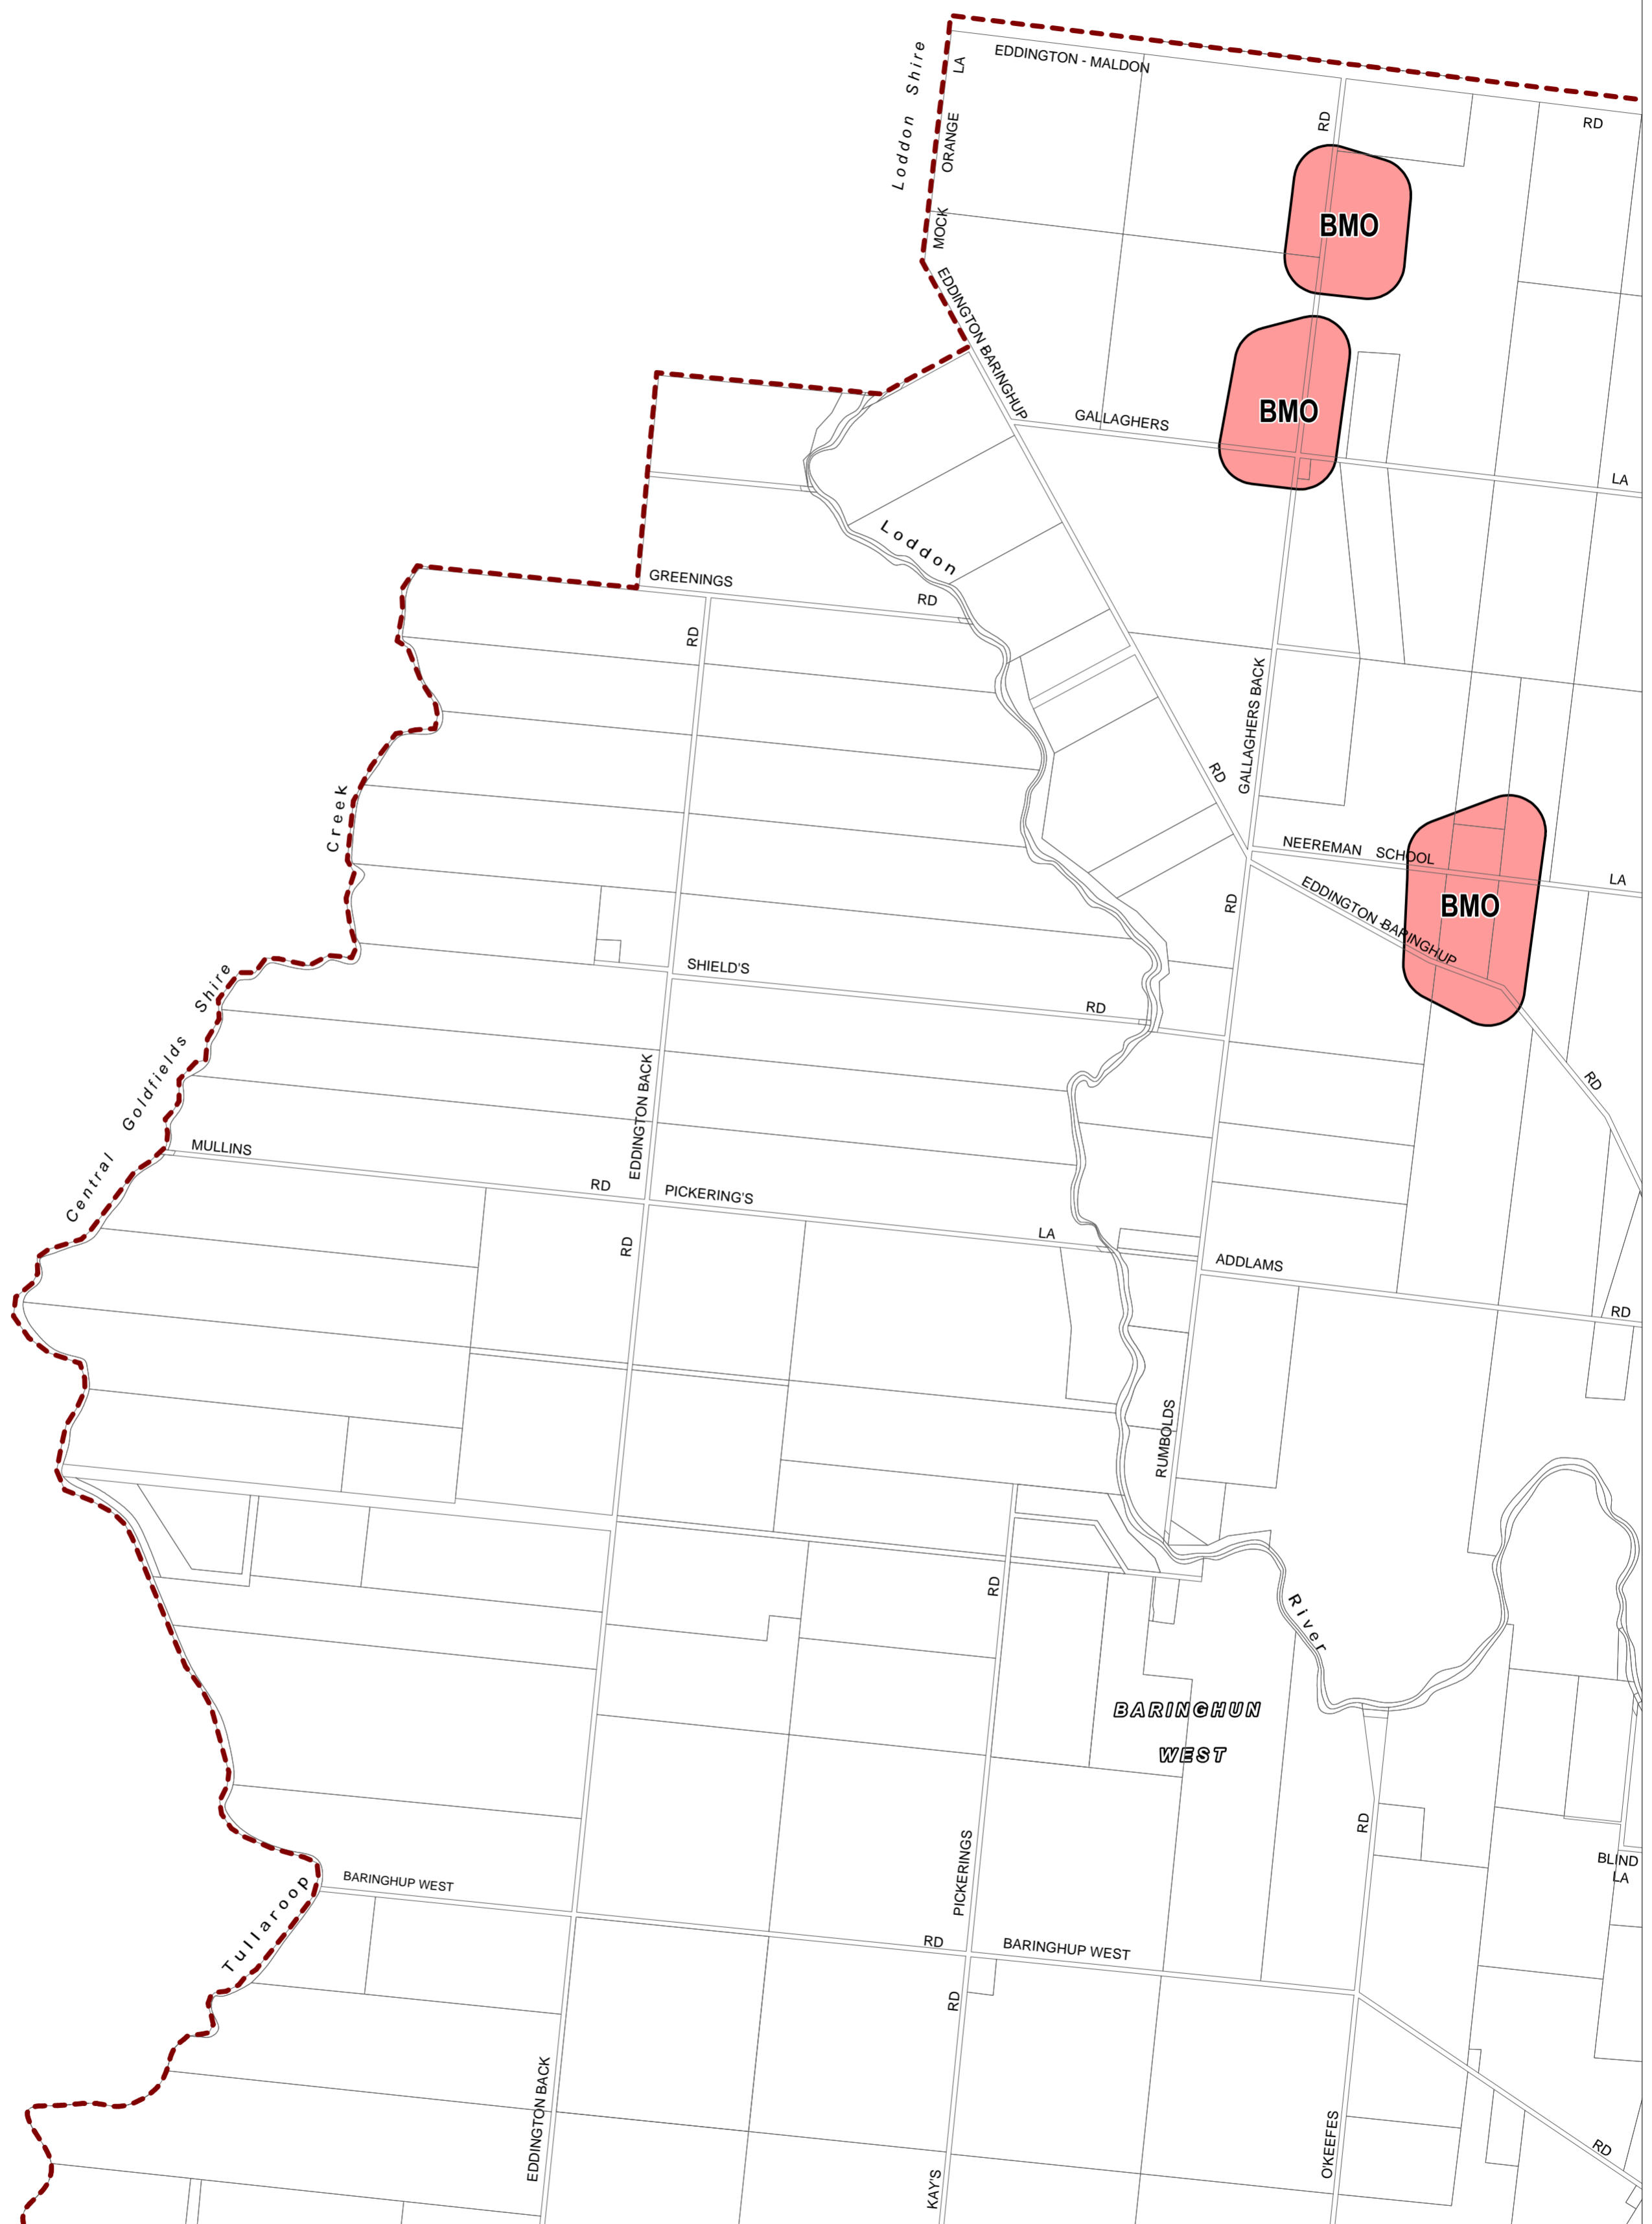 Loddon Shire
EDDINGTON - MALDON
RD
MOCK ORANGE LA
RD
BMO
EDDINGTON BARINGHUP
RD
BMO
GALLAGHERS
LA
Loddon
GREENINGS
RD
RD
GALLAGHERS BACK
RD
Creek
NEEREMAN SCHOOL
LA
EDDINGTON-BARINGHUP
RD
BMO
SHIELD'S
RD
Central Goldfields Shire
EDDINGTON BACK
RD
MULLINS
RD
PICKERING'S
LA
ADDLAMS
RD
RUMBOLDS
RD
River
BARINGHUN
WEST
PICKERINGS
RD
BLIND
LA
Tullaroop
BARINGHUP WEST
RD
BARINGHUP WEST
RD
EDDINGTON BACK
KAY'S
RD
O'KEEFES